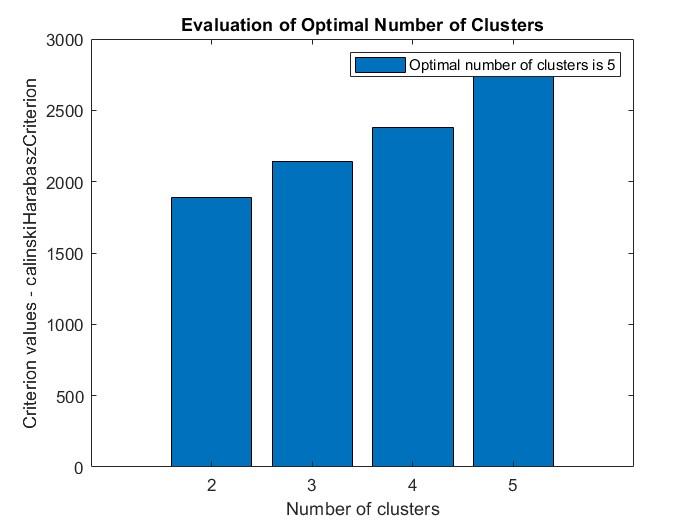 Evaluation of Optimal Number of Clusters
Optimal number of clusters is 5
Criterion values - calinskiHarabaszCriterion
3000
2500
2000
1500
1000
500
0
2 3 4 5
Number of clusters